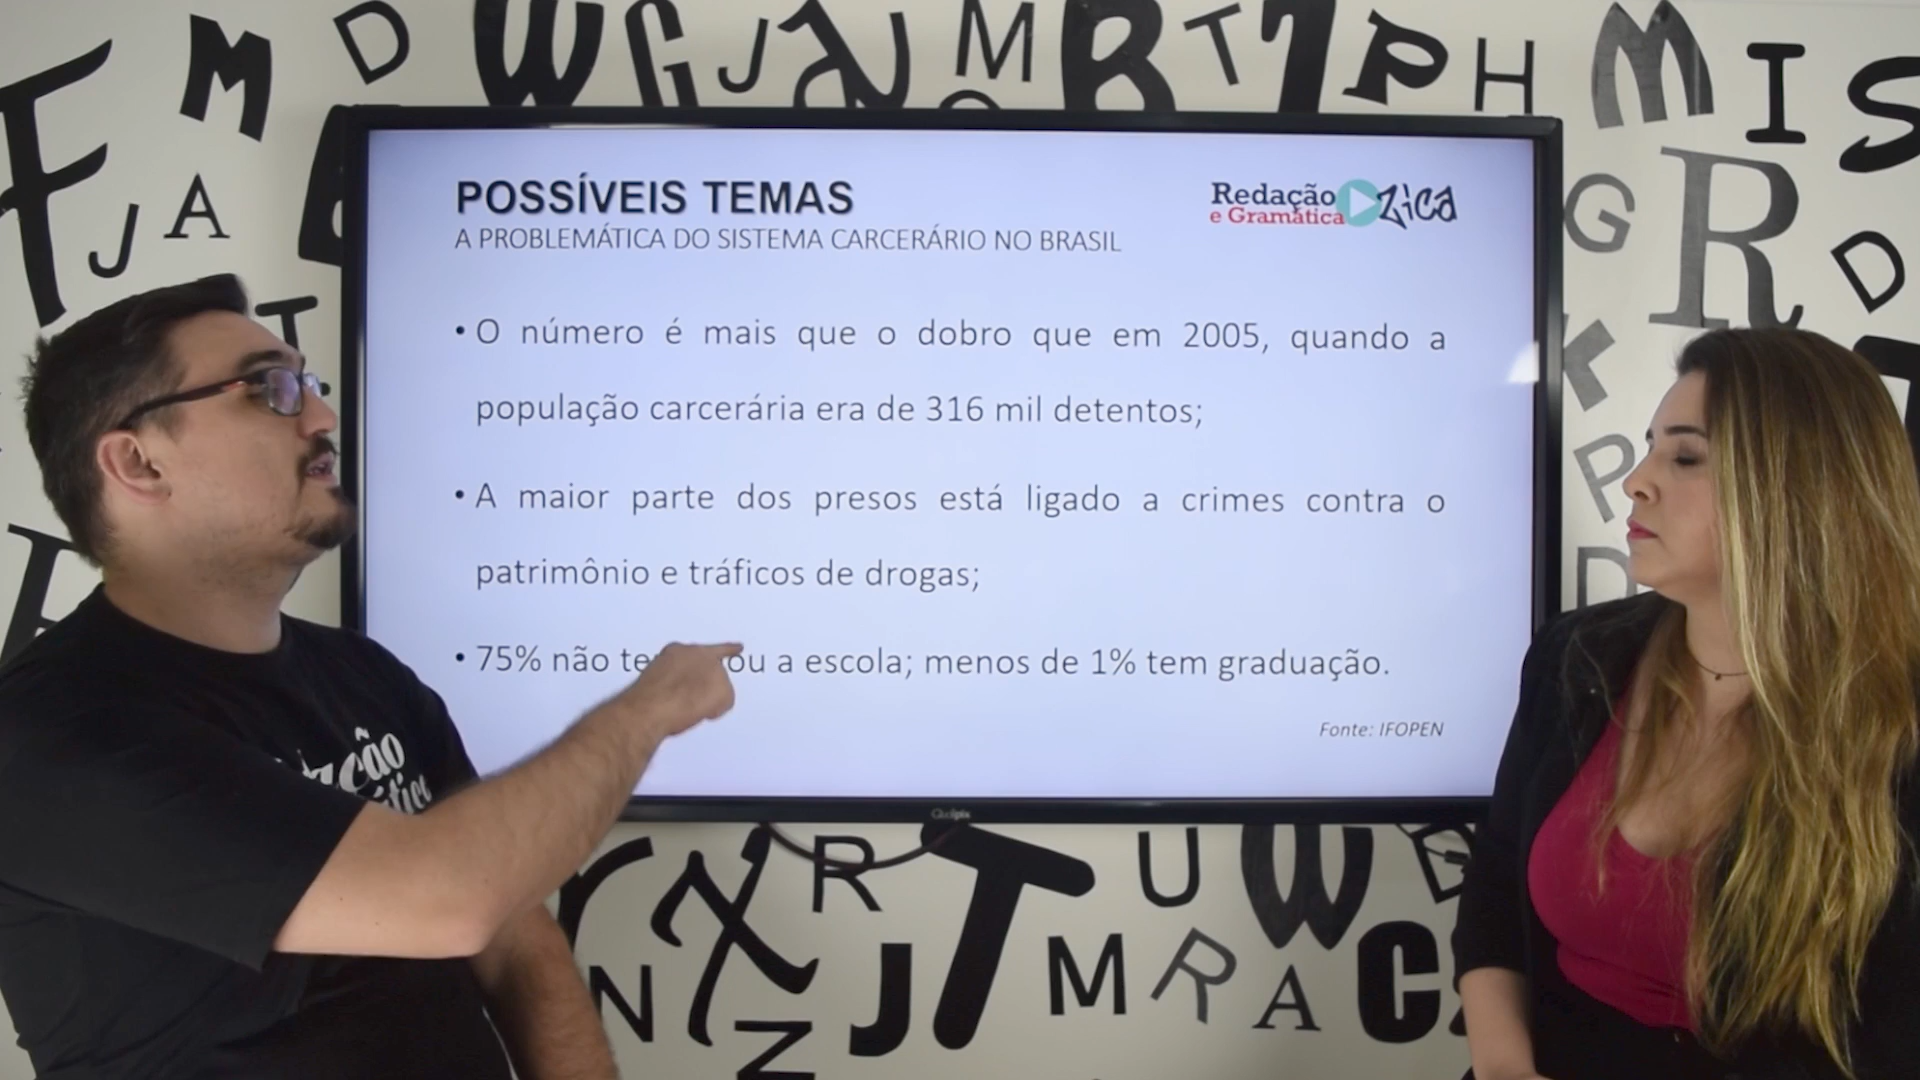 POSSÍVEIS TEMAS
A PROBLEMÁTICA DO SISTEMA CARCERÁRIO NO BRASIL
Redação
e Gramática
Zica
• O número é mais que o dobro que em 2005, quando a
população carcerária era de 316 mil detentos;
• A maior parte dos presos está ligado a crimes contra o
patrimônio e tráficos de drogas;
• 75% não a escola; menos de 1% tem graduação.
Fonte: IFOPEN